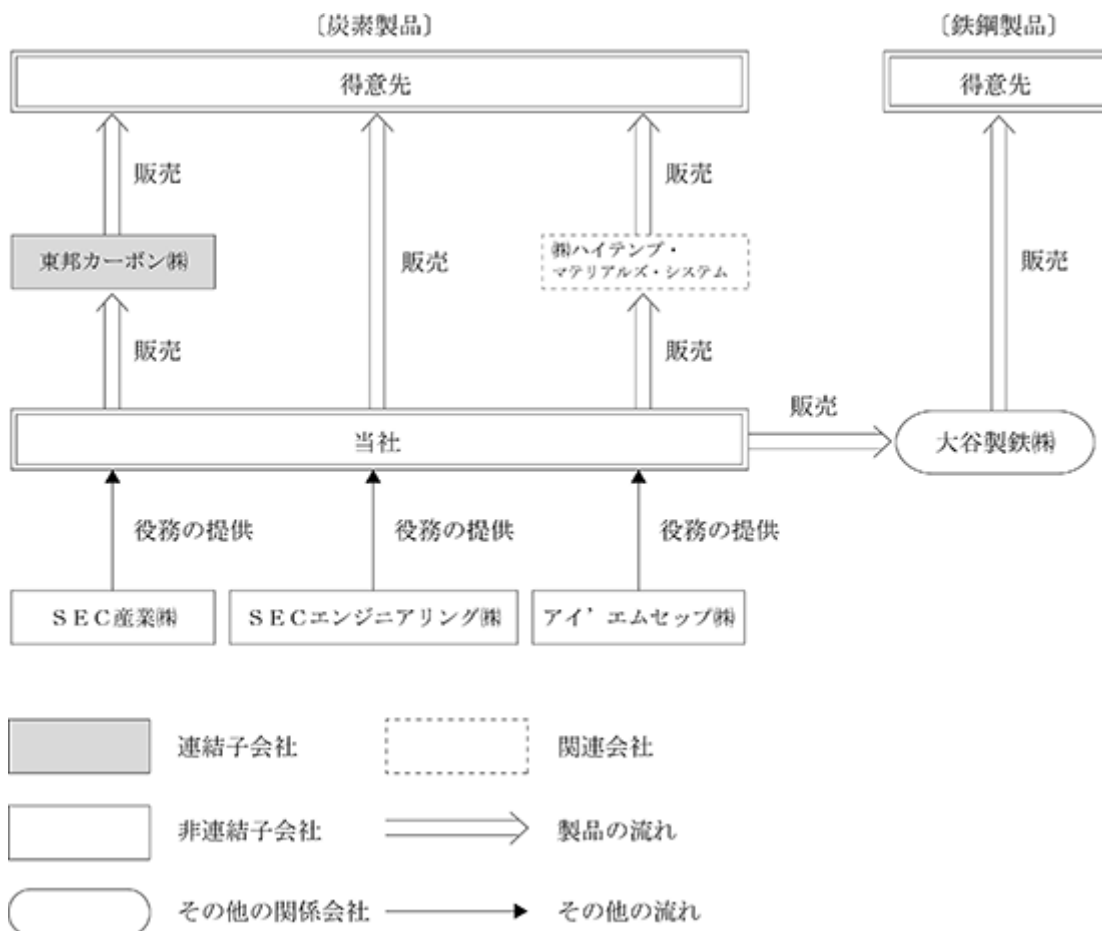 〔炭素製品〕
〔鉄鋼製品〕
得意先
得意先
販売
販売
東邦カーボン㈱
販売
㈱ハイテンプ・
マテリアルズ・システム
販売
販売
販売
販売
当社
大谷製鉄㈱
役務の提供
役務の提供
役務の提供
ＳＥＣ産業㈱
ＳＥＣエンジニアリング㈱
アイ’エムセップ㈱
連結子会社
関連会社
非連結子会社
製品の流れ
その他の関係会社
その他の流れ